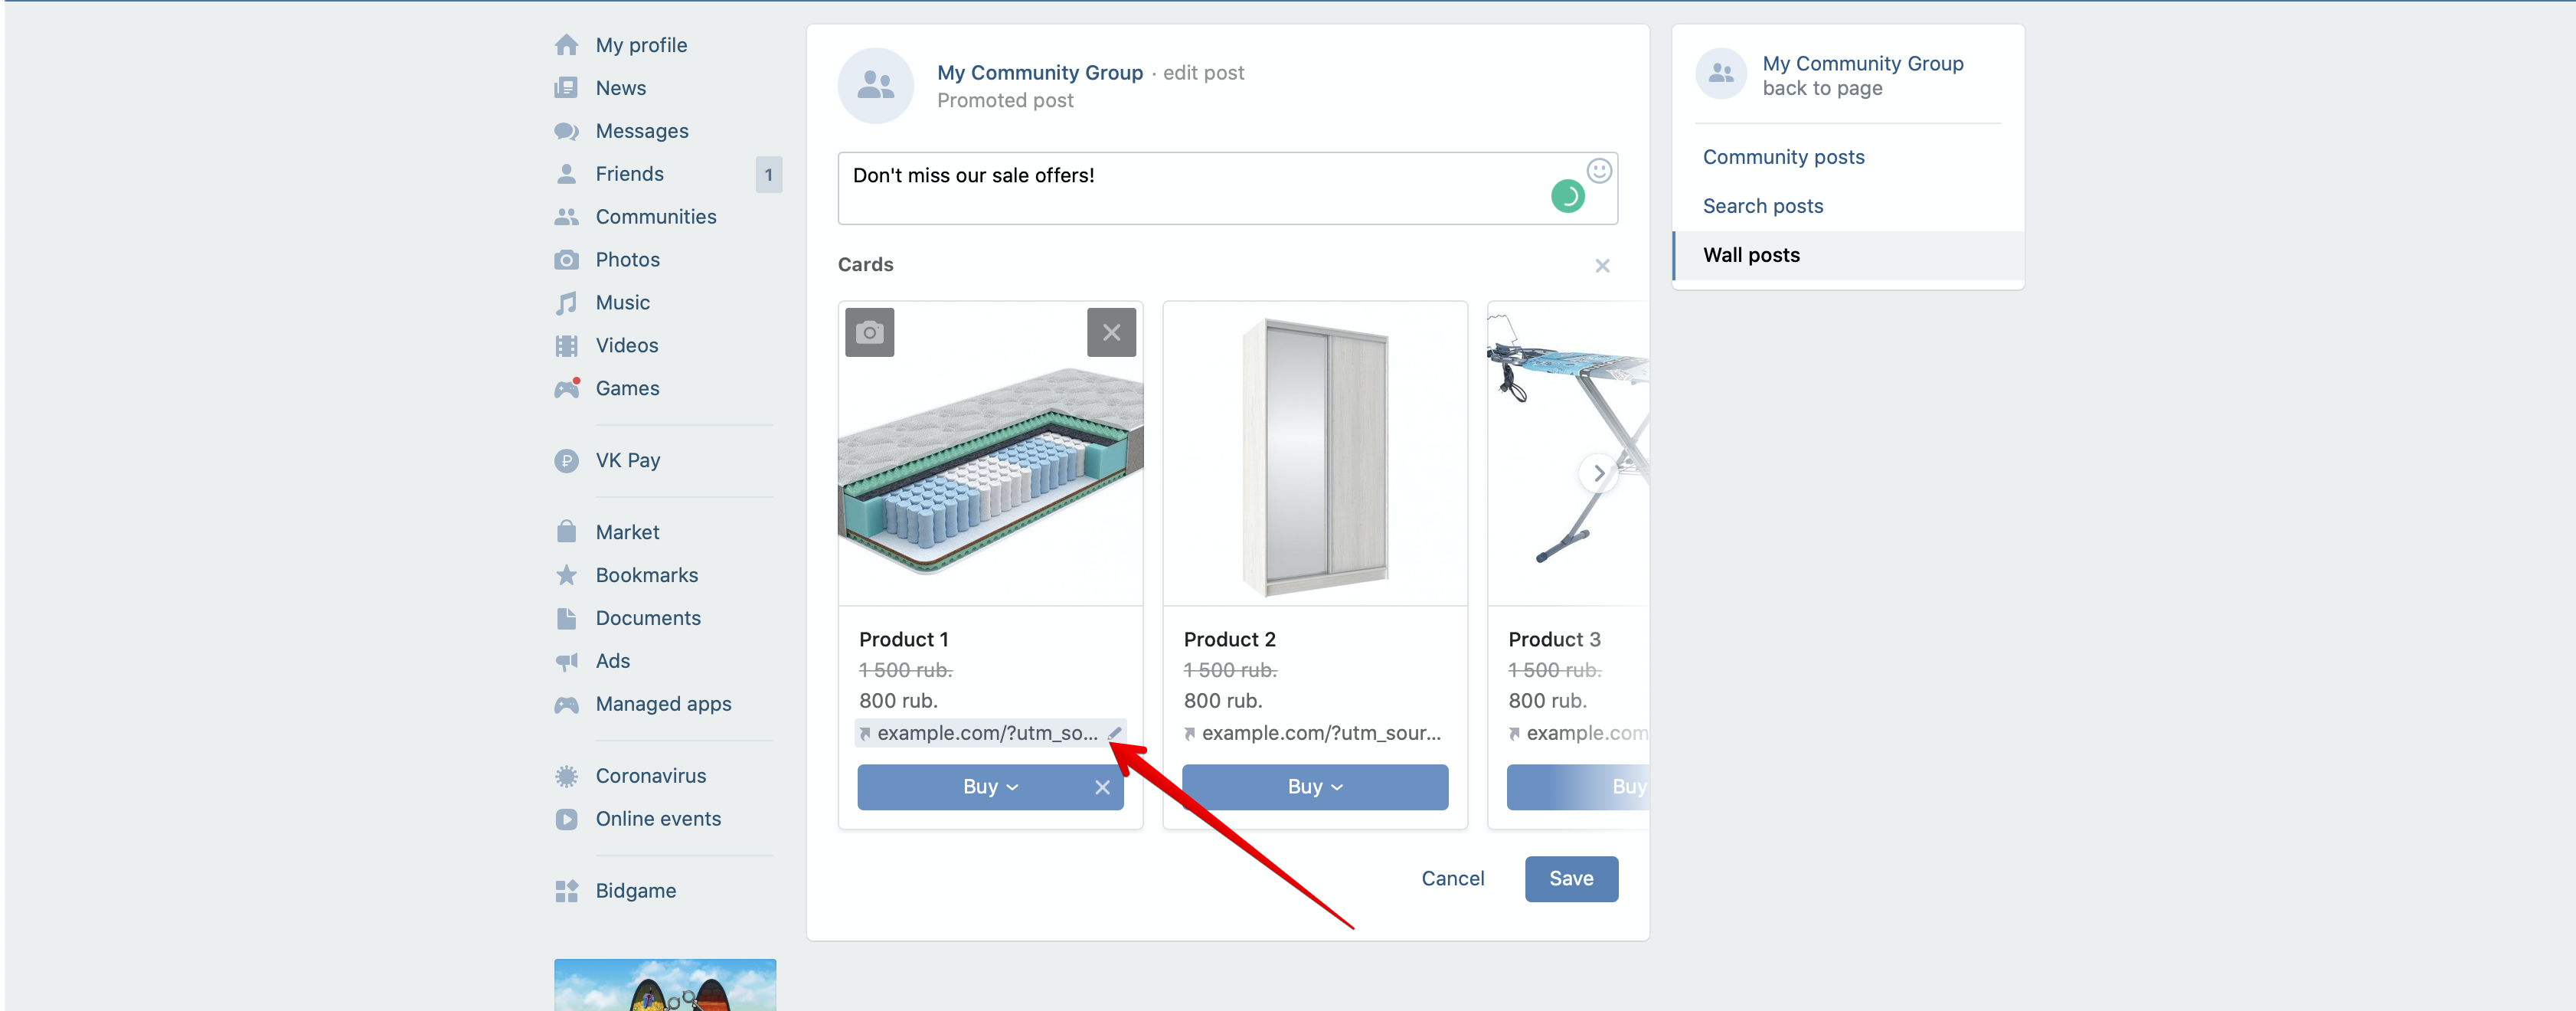 My profile
News
Messages
Friends
1
Communities
Photos
Music
Videos
Games
VK Pay
Market
Bookmarks
Documents
Ads
Managed apps
Coronavirus
Online events
Bidgame
My Community Group · edit post
Promoted post
Don't miss our sale offers!
Cards
Product 1
1 500 rub.
800 rub.
example.com/?utm_so...
Buy
Product 2
1 500 rub.
800 rub.
example.com/?utm_sour...
Buy
Product 3
1 500 rub.
800 rub.
example.com
Buy
Cancel
Save
My Community Group
back to page
Community posts
Search posts
Wall posts